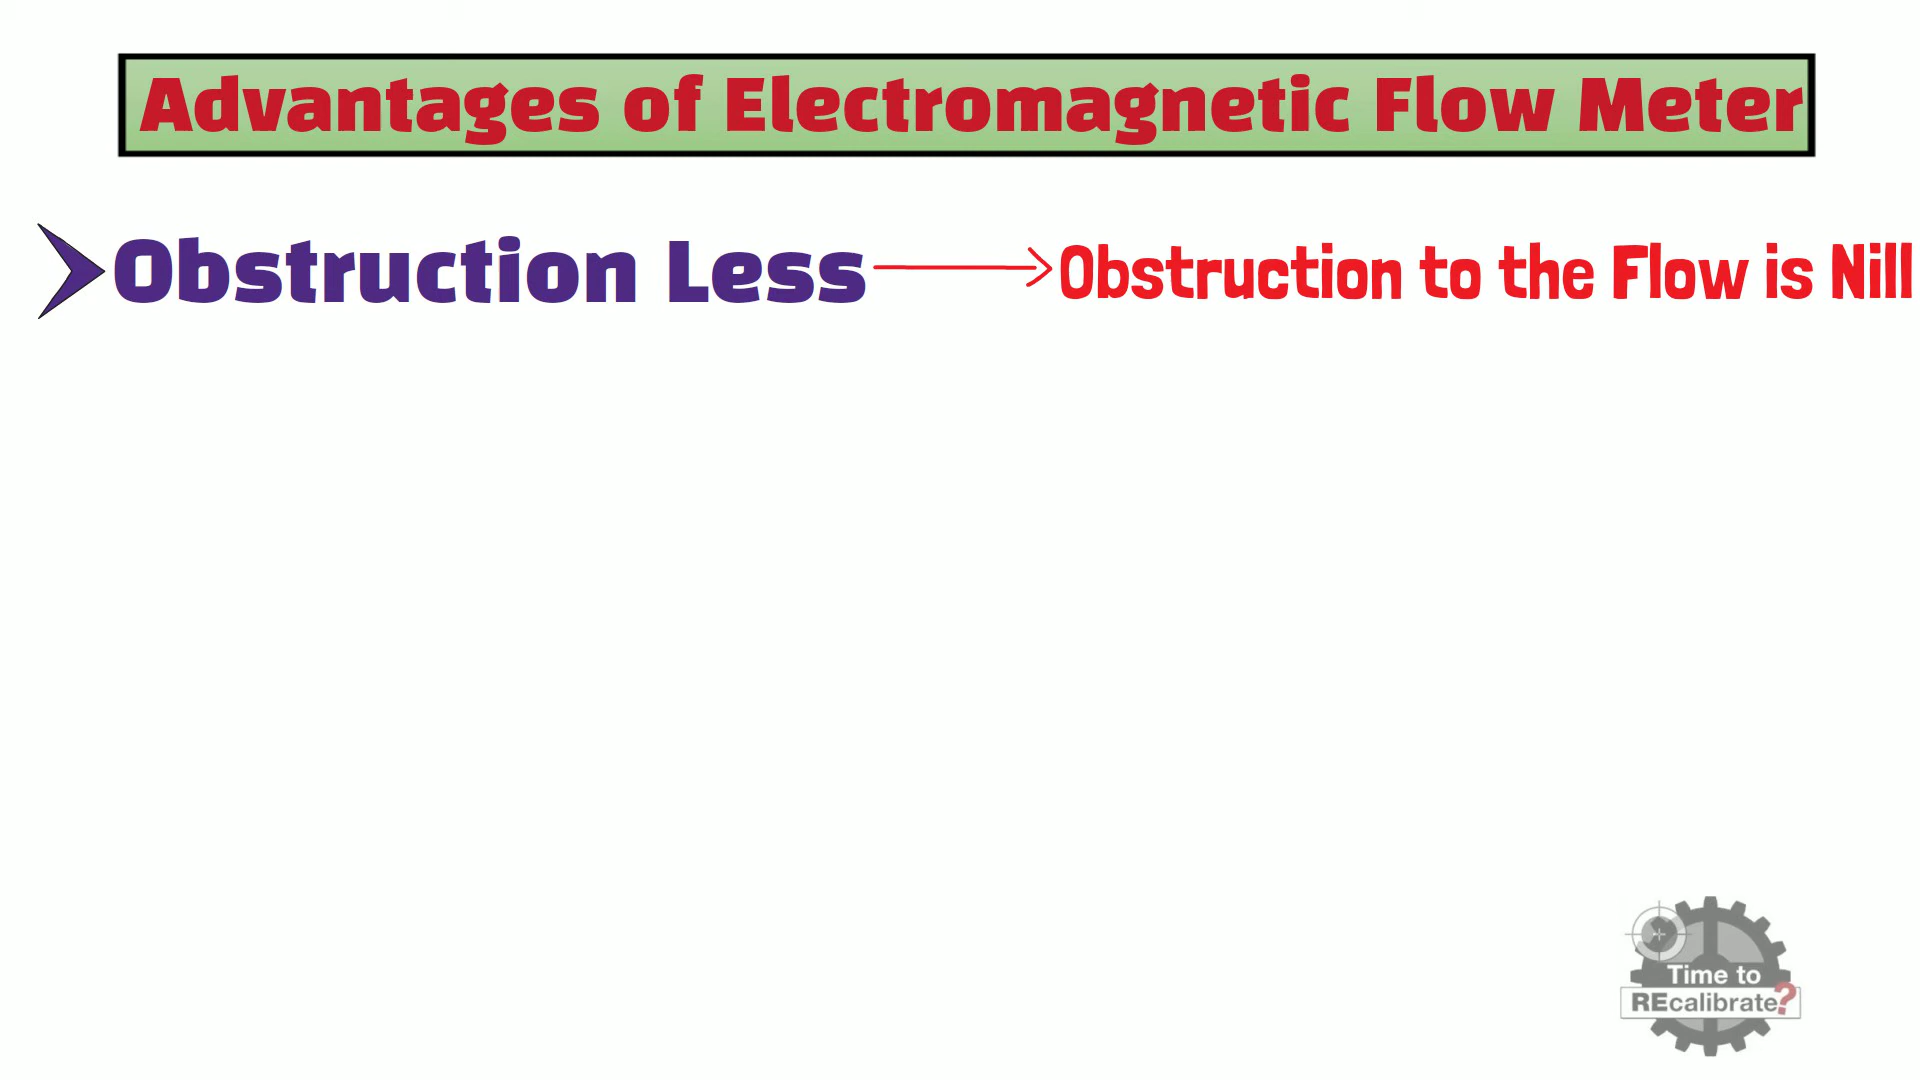 Advantages of Electromagnetic Flow Meter
Obstruction Less
Obstruction to the Flow is Nill
Time to
REcalibrate?